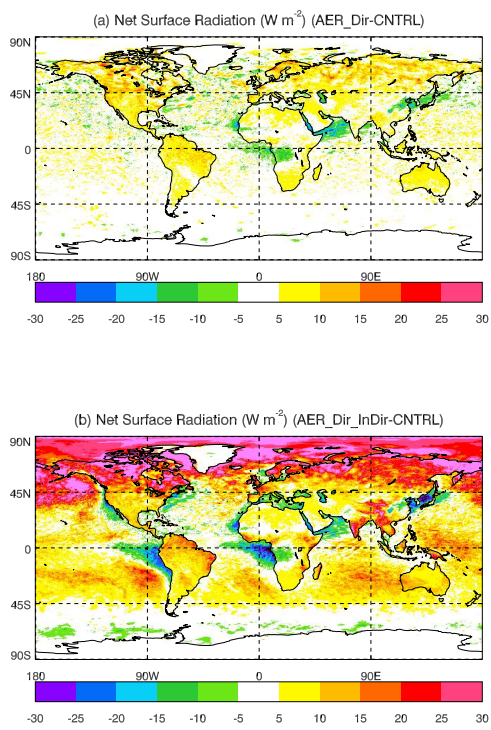 (a) Net Surface Radiation (W m-2) (AER_Dir-CNTRL)
90N
45N
0
45S
90S
180 90W 0 90E
-30 -25 -20 -15 -10 -5 5 10 15 20 25 30
(b) Net Surface Radiation (W m-2) (AER_Dir_InDir-CNTRL)
90N
45N
0
45S
90S
180 90W 0 90E
-30 -25 -20 -15 -10 -5 5 10 15 20 25 30